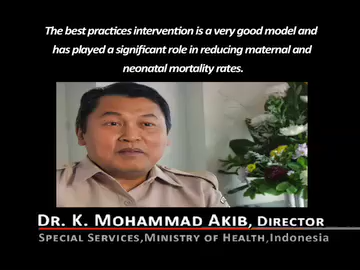 The best practices intervention is a very good model and
has played a significant role in reducing maternal and
neonatal mortality rates.
Dr. K. Mohammad Akib, Director
Special Services,Ministry of Health,Indonesia